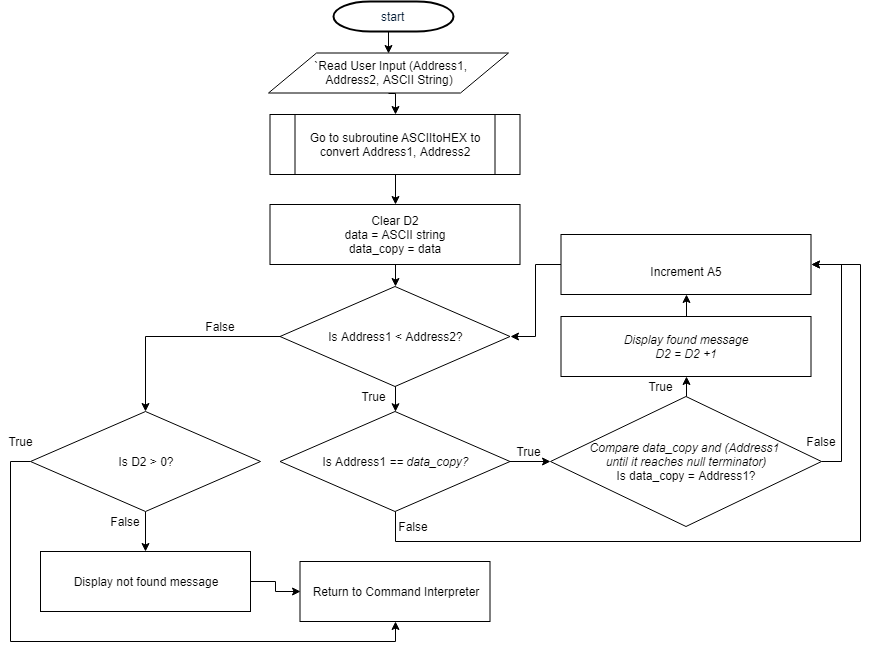 start
`Read User Input (Address1,
Address2, ASCII String)
Go to subroutine ASCIItoHEX to
convert Address1, Address2
Clear D2
data = ASCII string
data_copy = data
Increment A5
Is Address1 < Address2?
False
Display found message
D2 = D2 +1
True
True
True
Is D2 > 0?
Is Address1 == data_copy?
True
Compare data_copy and (Address1
until it reaches null terminator)
Is data_copy = Address1?
False
False
False
Display not found message
Return to Command Interpreter